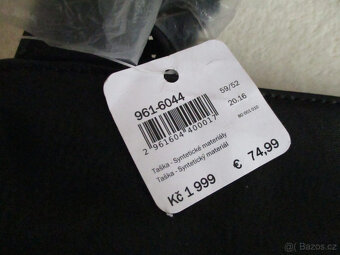 961-6044
59/52
20.16
2 961604 400017
Taška - Syntetické materiály
Taška - Syntetický materiál
Kč 1 999
€ 74,99
© Bazos.cz